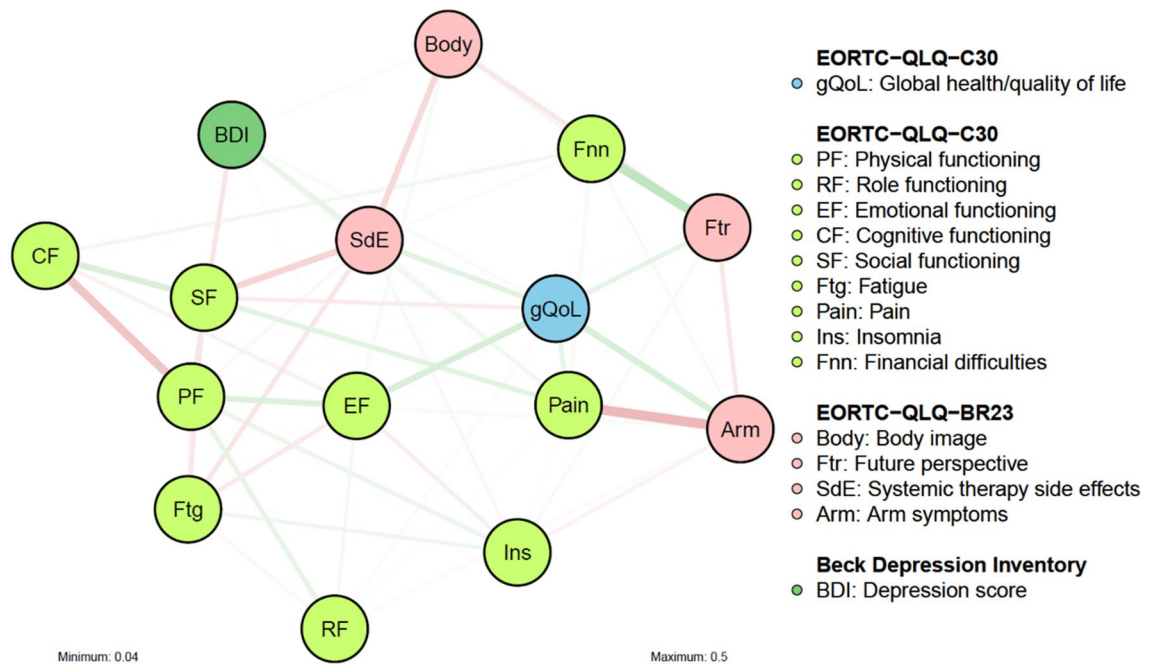 Body
BDI
Fnn
Ftr
SdE
CF
SF
gQoL
PF
EF
Pain
Arm
Ftg
Ins
RF
Minimum: 0.04
Maximum: 0.5
EORTC−QLQ−C30
gQoL: Global health/quality of life
EORTC−QLQ−C30
PF: Physical functioning
RF: Role functioning
EF: Emotional functioning
CF: Cognitive functioning
SF: Social functioning
Ftg: Fatigue
Pain: Pain
Ins: Insomnia
Fnn: Financial difficulties
EORTC−QLQ−BR23
Body: Body image
Ftr: Future perspective
SdE: Systemic therapy side effects
Arm: Arm symptoms
Beck Depression Inventory
BDI: Depression score